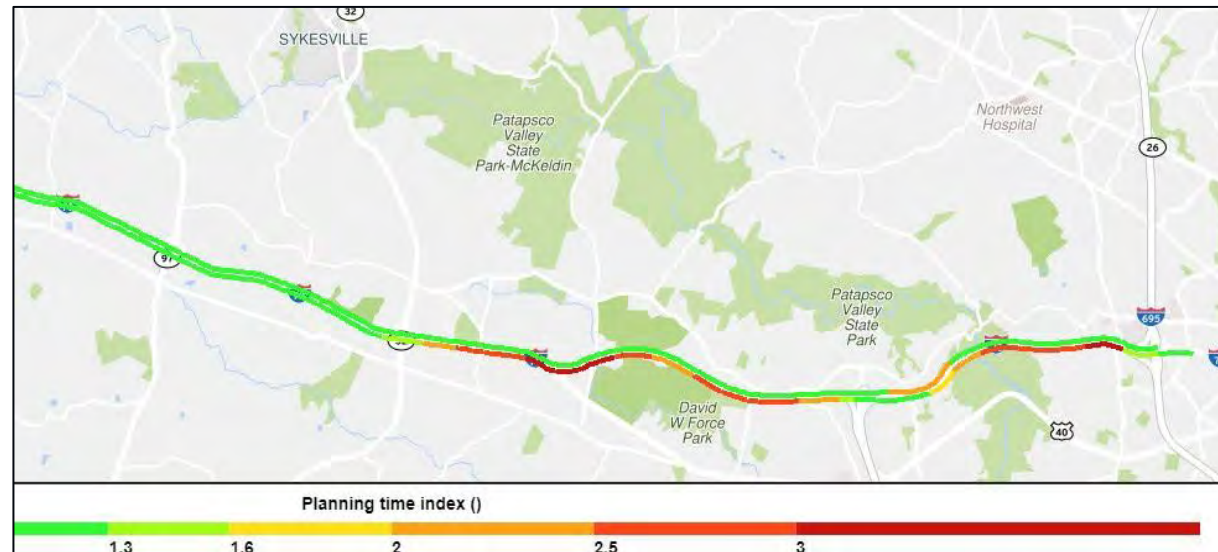 32
SYKESVILLE
Patapsco
Valley
State
Park-McKeldin
Northwest
Hospital
26
97
Patapsco
Valley
State
Park
695
David
W Force
Park
40
Planning time index ()
1.3 1.6 2 2.5 3